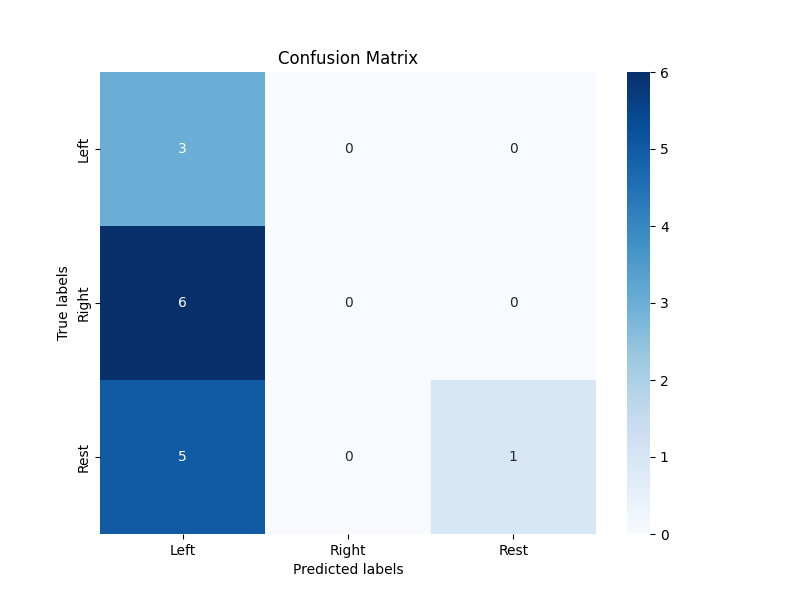 Confusion Matrix
True labels
Left
3
0
0
Right
6
0
0
Rest
5
0
1
Left
Right
Rest
Predicted labels
6
5
4
3
2
1
0